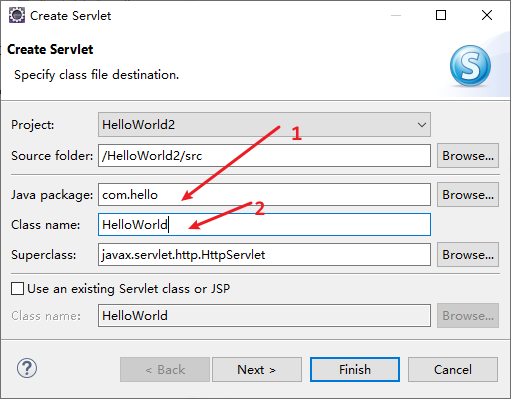 Create Servlet
Create Servlet
Specify class file destination.
S
Project: HelloWorld2
1
Source folder: /HelloWorld2/src Browse...
Java package: com.hello Browse...
2
Class name: HelloWorld
Superclass: javax.servlet.http.HttpServlet Browse...
Use an existing Servlet class or JSP
Class name: HelloWorld Browse...
? < Back Next > Finish Cancel